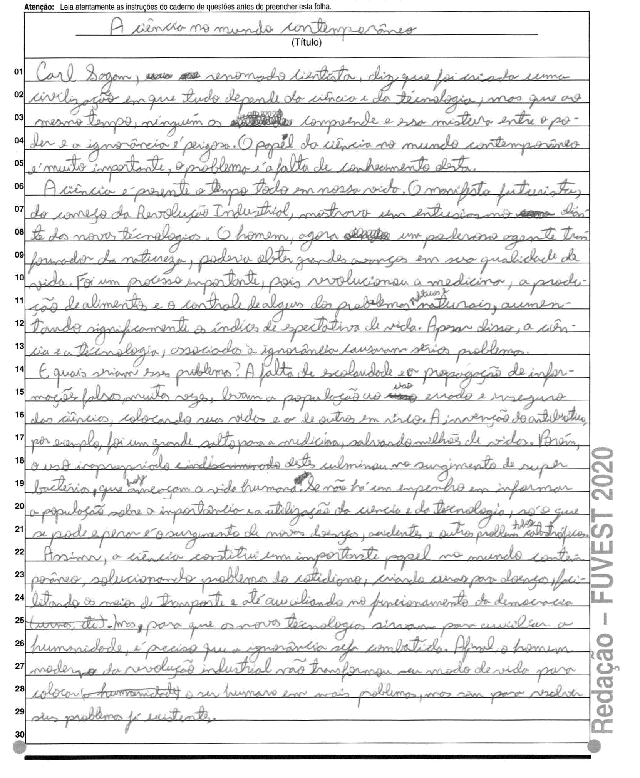 Atenção: Leia atentamente as instruções do caderno de questões antes de preencher esta folha.
A ciência no mundo contemporâneo
(Título)
01 Carl Sagan, renomado cientista, diz que foi criada uma
02 civilização em que tudo depende da ciência e da técnologia, mas que ao
03 mesmo tempo, ninguém as compreende e essa mistura entre o po-
04 der e a ignorância é perigosa. O papel da ciência no mundo contemporâneo
05 é muito importante, o problema é a falta de conhecimento desta.
06 A ciência é presente o tempo todo em nossa vida. O manifesto futurista,
07 do começo da Revolução Industrial, mostrava um entusiasmo dian-
08 te das novas técnologias. O homem, agora um poderoso agente trans
09 formador da natureza, poderia obter grandes avanços em sua qualidade de
10 vida. Foi um processo importante, pois revolucionou a medicina, a produ-
11 ção de alimentos e o controle de alguns dos problemas naturais, aumen-
12 tando significamente os índices de espectativa de vida. Apesar disso, a ciên-
13 cia e a técnologia, associadas à ignorância causaram sérios problemas.
14 E quais seriam esses problemas? A falta de escolaridade e a propagação de infor-
15 mações falsas, muitas vezes, levam a população ao uso errado e inseguro
16 das ciências, colocando suas vidas e as de outros em risco. A invenção do antibiótico,
17 por exemplo, foi um grande salto para a medicina, salvando milhões de vidas. Porém,
18 o uso inapropriado indiscriminado destes culminou no surgimento de super
19 bactéria, que hoje ameaçam a vida humana. Se não há um empenho em informar
20 a população sobre a importância e a utilização da ciência e da tecnologia, só o que
21 se pode esperar é o surgimento de novas doenças, acidentes e outros problemas catastróficos.
22 Assim, a ciência constitui um importante papel no mundo contem
23 porâneo, solucionando problemas do cotidiano, criando curas para doenças, faci-
24 litando os meios de transporte e até auxiliando no funcionamento da democracia
25 Mas, para que as novas técnologias sirvam para auxiliar a
26 humanidade, é preciso que a ignorância seja combatida. Afinal o homem
27 moderno da revolução industrial não transformou seu modo de vida para
28 colocar a humanidade o ser humano em mais problemas, mas sim para resolver
29 seus problemas já existentes.
30
Redação – FUVEST 2020